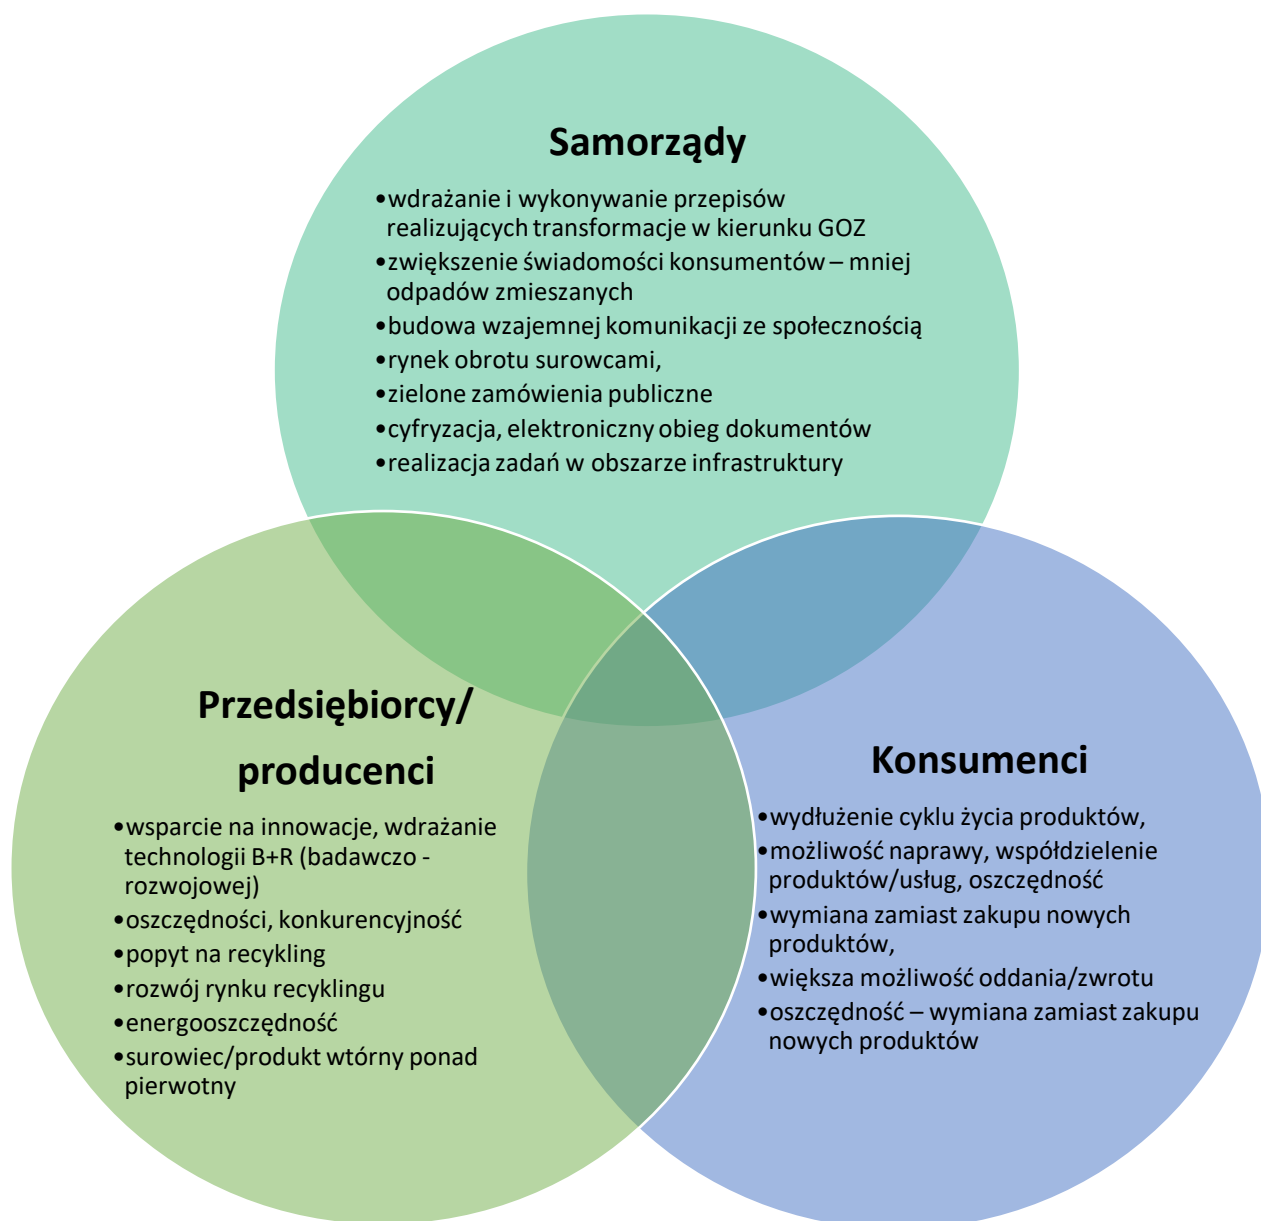 Samorządy
•wdrażanie i wykonywanie przepisów
realizujących transformacje w kierunku GOZ
•zwiększenie świadomości konsumentów – mniej
odpadów zmieszanych
•budowa wzajemnej komunikacji ze społecznością
•rynek obrotu surowcami,
•zielone zamówienia publiczne
•cyfryzacja, elektroniczny obieg dokumentów
•realizacja zadań w obszarze infrastruktury
Przedsiębiorcy/
producenci
•wsparcie na innowacje, wdrażanie
technologii B+R (badawczo -
rozwojowej)
•oszczędności, konkurencyjność
•popyt na recykling
•rozwój rynku recyklingu
•energooszczędność
•surowiec/produkt wtórny ponad
pierwotny
Konsumenci
•wydłużenie cyklu życia produktów,
•możliwość naprawy, współdzielenie
produktów/usług, oszczędność
•wymiana zamiast zakupu nowych
produktów,
•większa możliwość oddania/zwrotu
•oszczędność – wymiana zamiast zakupu
nowych produktów